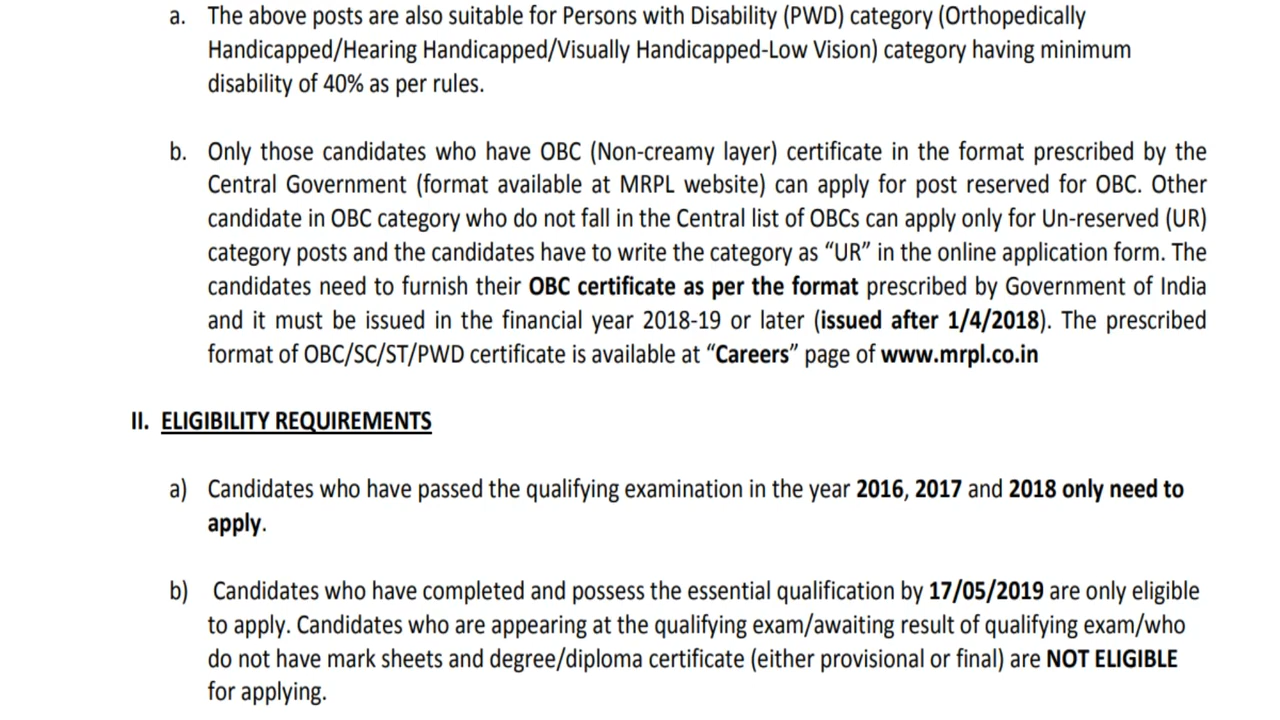 a. The above posts are also suitable for Persons with Disability (PWD) category (Orthopedically
Handicapped/Hearing Handicapped/Visually Handicapped-Low Vision) category having minimum
disability of 40% as per rules.
b. Only those candidates who have OBC (Non-creamy layer) certificate in the format prescribed by the
Central Government (format available at MRPL website) can apply for post reserved for OBC. Other
candidate in OBC category who do not fall in the Central list of OBCs can apply only for Un-reserved (UR)
category posts and the candidates have to write the category as “UR” in the online application form. The
candidates need to furnish their OBC certificate as per the format prescribed by Government of India
and it must be issued in the financial year 2018-19 or later (issued after 1/4/2018). The prescribed
format of OBC/SC/ST/PWD certificate is available at “Careers” page of www.mrpl.co.in
II. ELIGIBILITY REQUIREMENTS
a) Candidates who have passed the qualifying examination in the year 2016, 2017 and 2018 only need to
apply.
b) Candidates who have completed and possess the essential qualification by 17/05/2019 are only eligible
to apply. Candidates who are appearing at the qualifying exam/awaiting result of qualifying exam/who
do not have mark sheets and degree/diploma certificate (either provisional or final) are NOT ELIGIBLE
for applying.